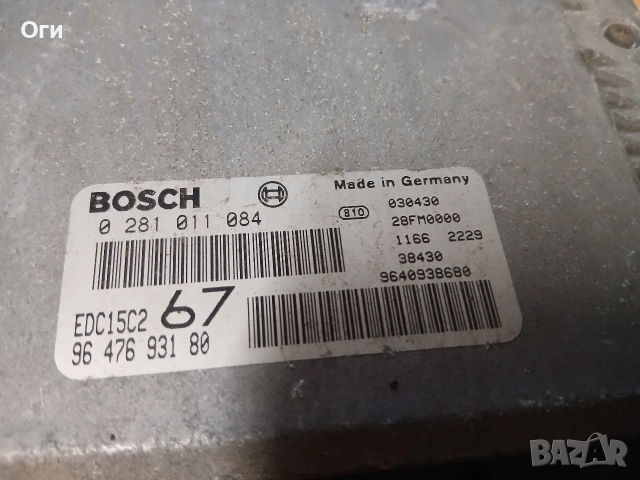 Оги
BOSCH
Made in Germany
0 281 011 084
810
030430
28FM0000
1166 2229
38430
9640938680
EDC15C2 67
96 476 931 80
BAZAR